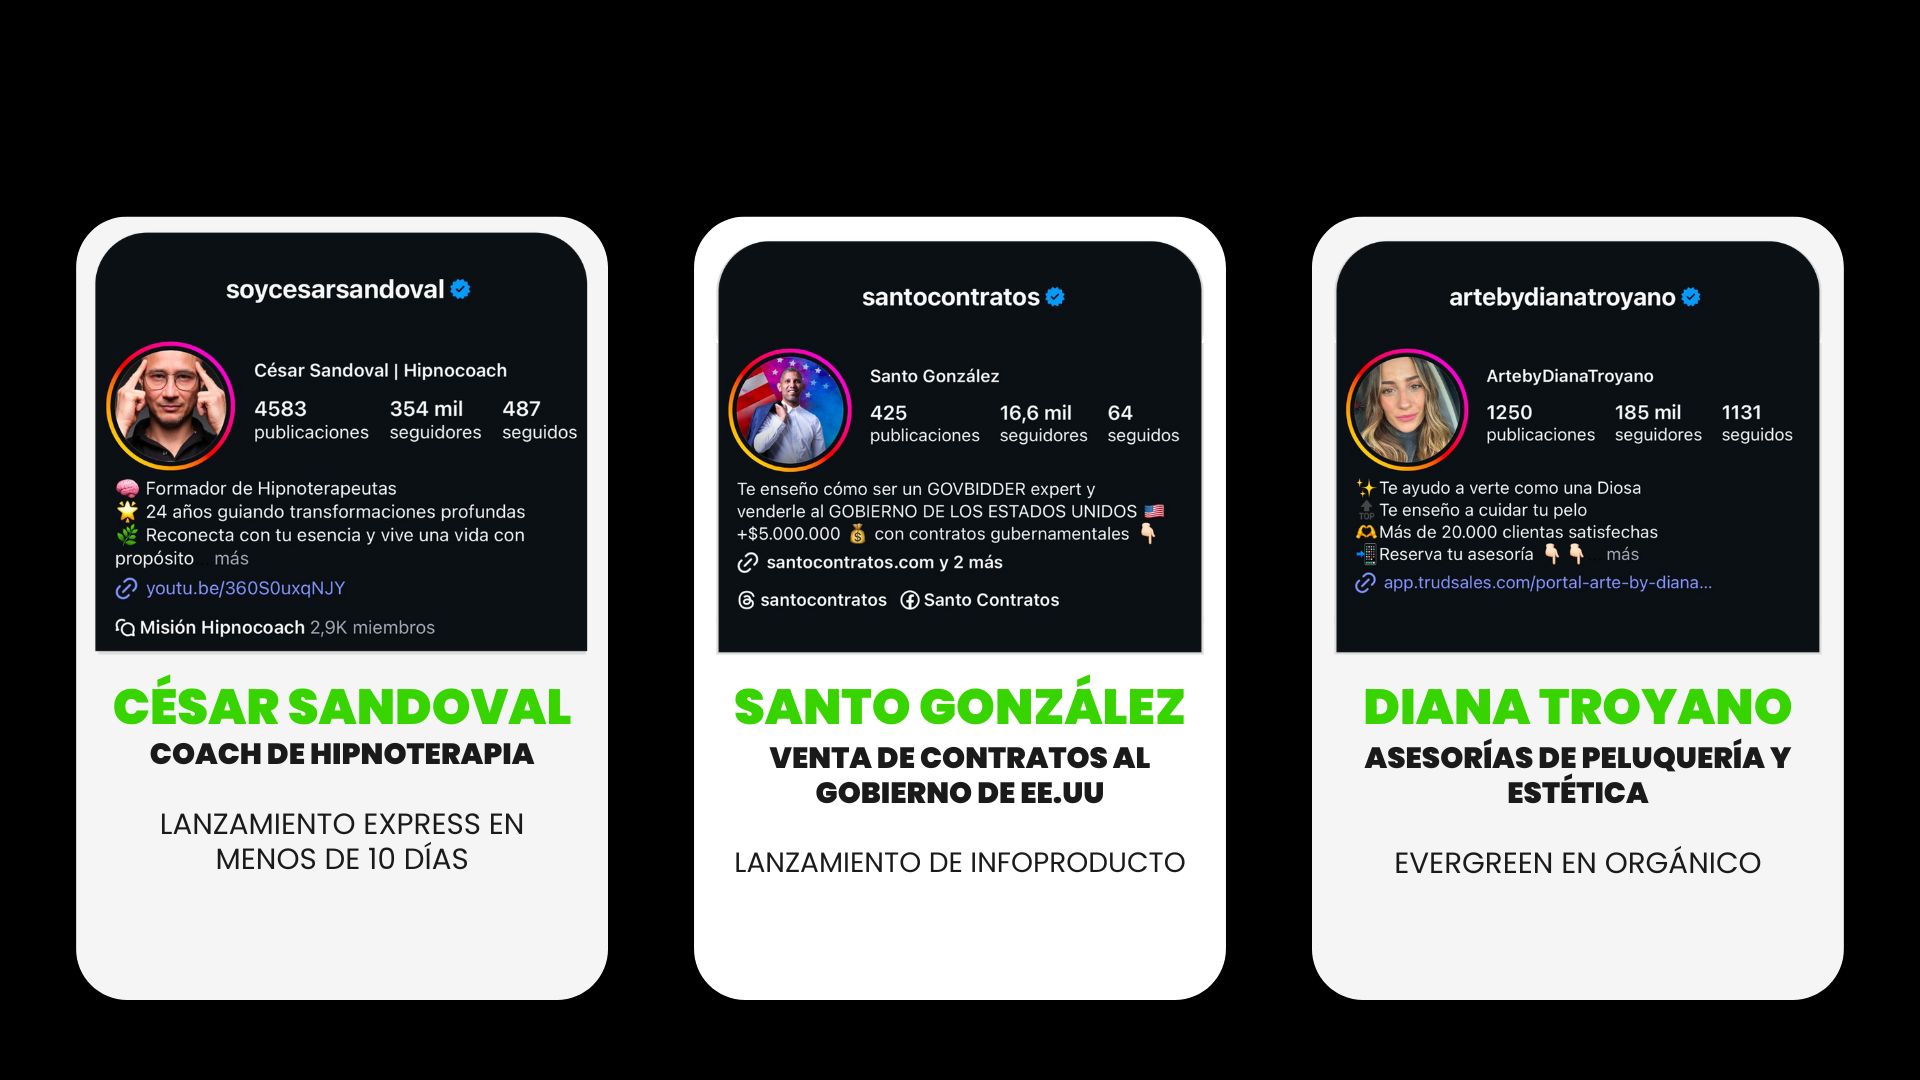 soycesarsandoval
César Sandoval | Hipnocoach
4583 354 mil 487
publicaciones seguidores seguidos
🧠 Formador de Hipnoterapeutas
🌟 24 años guiando transformaciones profundas
🌿 Reconecta con tu esencia y vive una vida con
propósito más
youtu.be/360S0uxqNJY
Misión Hipnocoach 2,9K miembros
CÉSAR SANDOVAL
COACH DE HIPNOTERAPIA
LANZAMIENTO EXPRESS EN
MENOS DE 10 DÍAS
santocontratos
Santo González
425 16,6 mil 64
publicaciones seguidores seguidos
Te enseño cómo ser un GOVBIDDER expert y
venderle al GOBIERNO DE LOS ESTADOS UNIDOS 🇺🇸
+$5.000.000 💰 con contratos gubernamentales 👇🏻
santocontratos.com y 2 más
santocontratos Santo Contratos
SANTO GONZÁLEZ
VENTA DE CONTRATOS AL
GOBIERNO DE EE.UU
LANZAMIENTO DE INFOPRODUCTO
artebydianatroyano
ArtebyDianaTroyano
1250 185 mil 1131
publicaciones seguidores seguidos
✨Te ayudo a verte como una Diosa
🔝Te enseño a cuidar tu pelo
🫶Más de 20.000 clientas satisfechas
📲Reserva tu asesoría 👇🏻👇🏻 más
app.trudsales.com/portal-arte-by-diana...
DIANA TROYANO
ASESORÍAS DE PELUQUERÍA Y
ESTÉTICA
EVERGREEN EN ORGÁNICO